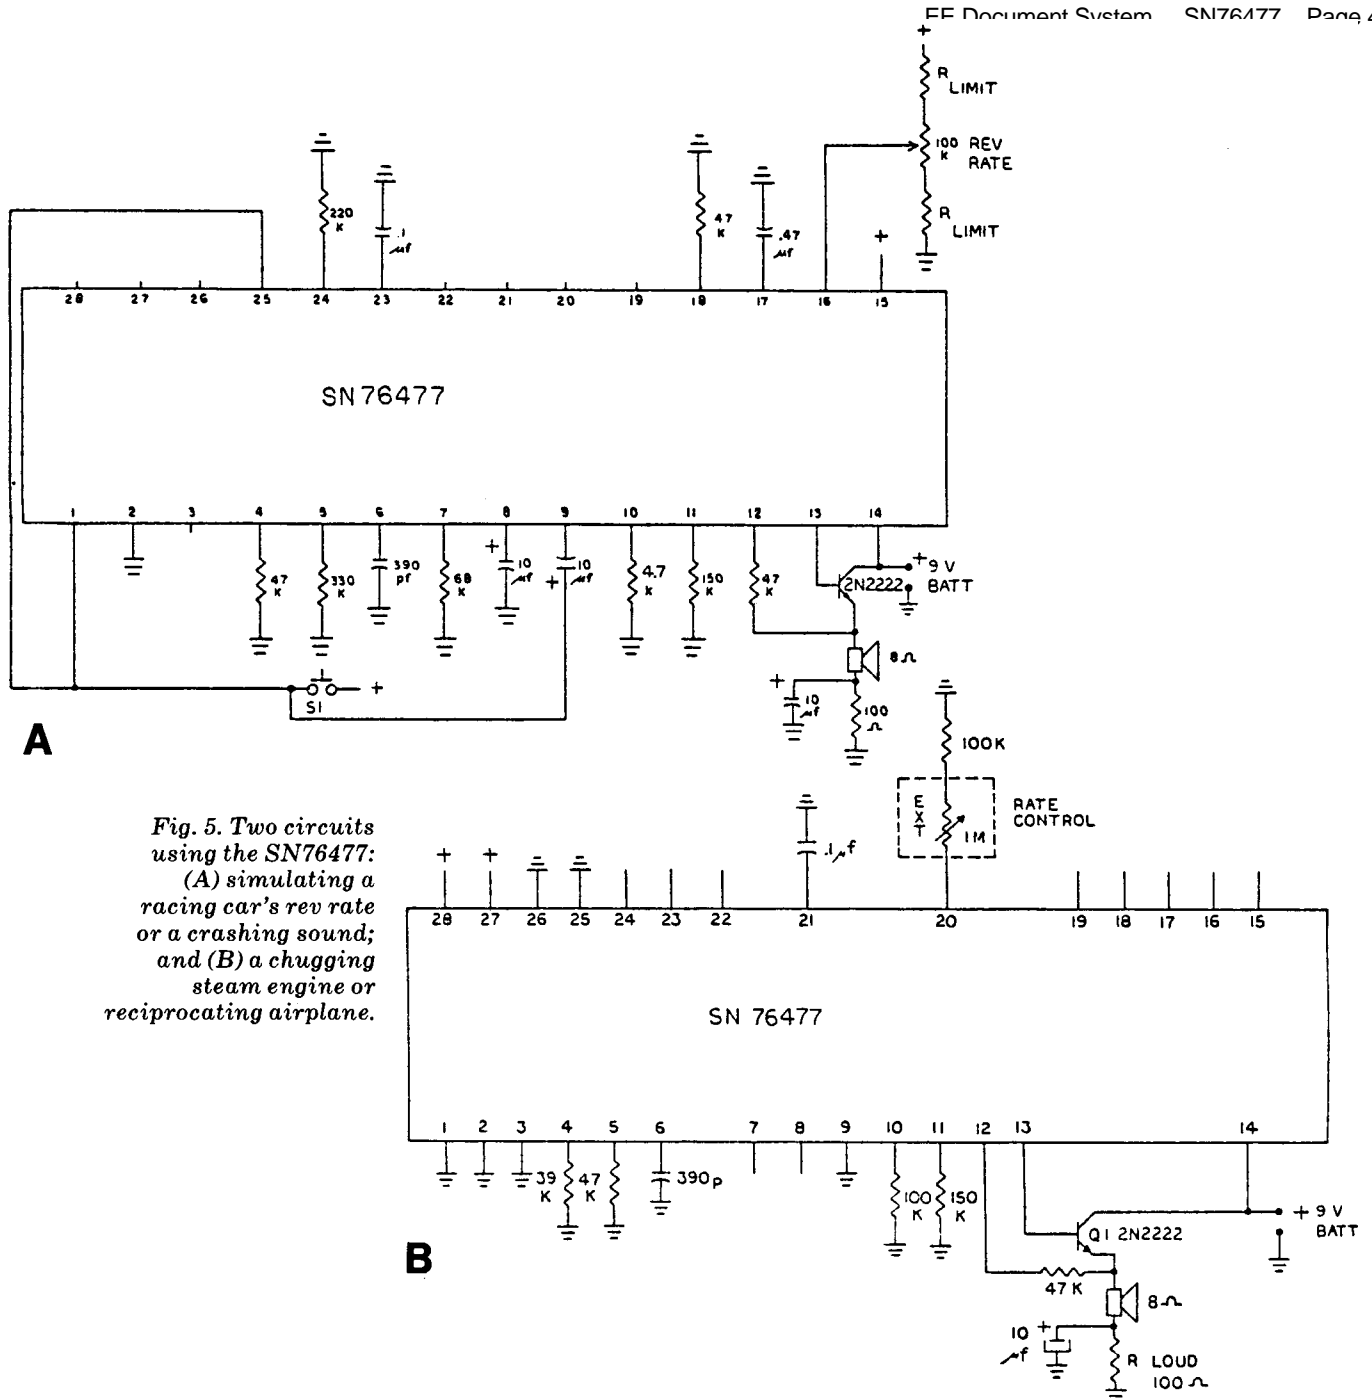 EE Document System SN76477 Page 4
+
R LIMIT
100 K REV RATE
R LIMIT
+
220 K
.1 µf
47 K
.47 µf
28 27 26 25 24 23 22 21 20 19 18 17 16 15
SN 76477
1 2 3 4 5 6 7 8 9 10 11 12 13 14
47 K
330 K
390 pf
68 K
+ 10 µf
+ 10 µf
4.7 K
150 K
47 K
2N2222
+ 9 V BATT
8 Ω
S1
+
+ 10 µf
100 Ω
A
100K
EXT
1M
RATE CONTROL
.1 µf
Fig. 5. Two circuits
using the SN76477:
(A) simulating a
racing car's rev rate
or a crashing sound;
and (B) a chugging
steam engine or
reciprocating airplane.
+ +
28 27 26 25 24 23 22 21 20 19 18 17 16 15
SN 76477
1 2 3 4 5 6 7 8 9 10 11 12 13 14
39 K
47 K
390p
100 K
150 K
Q1 2N2222
+ 9 V BATT
47 K
8 Ω
10 µf +
R LOUD
100 Ω
B